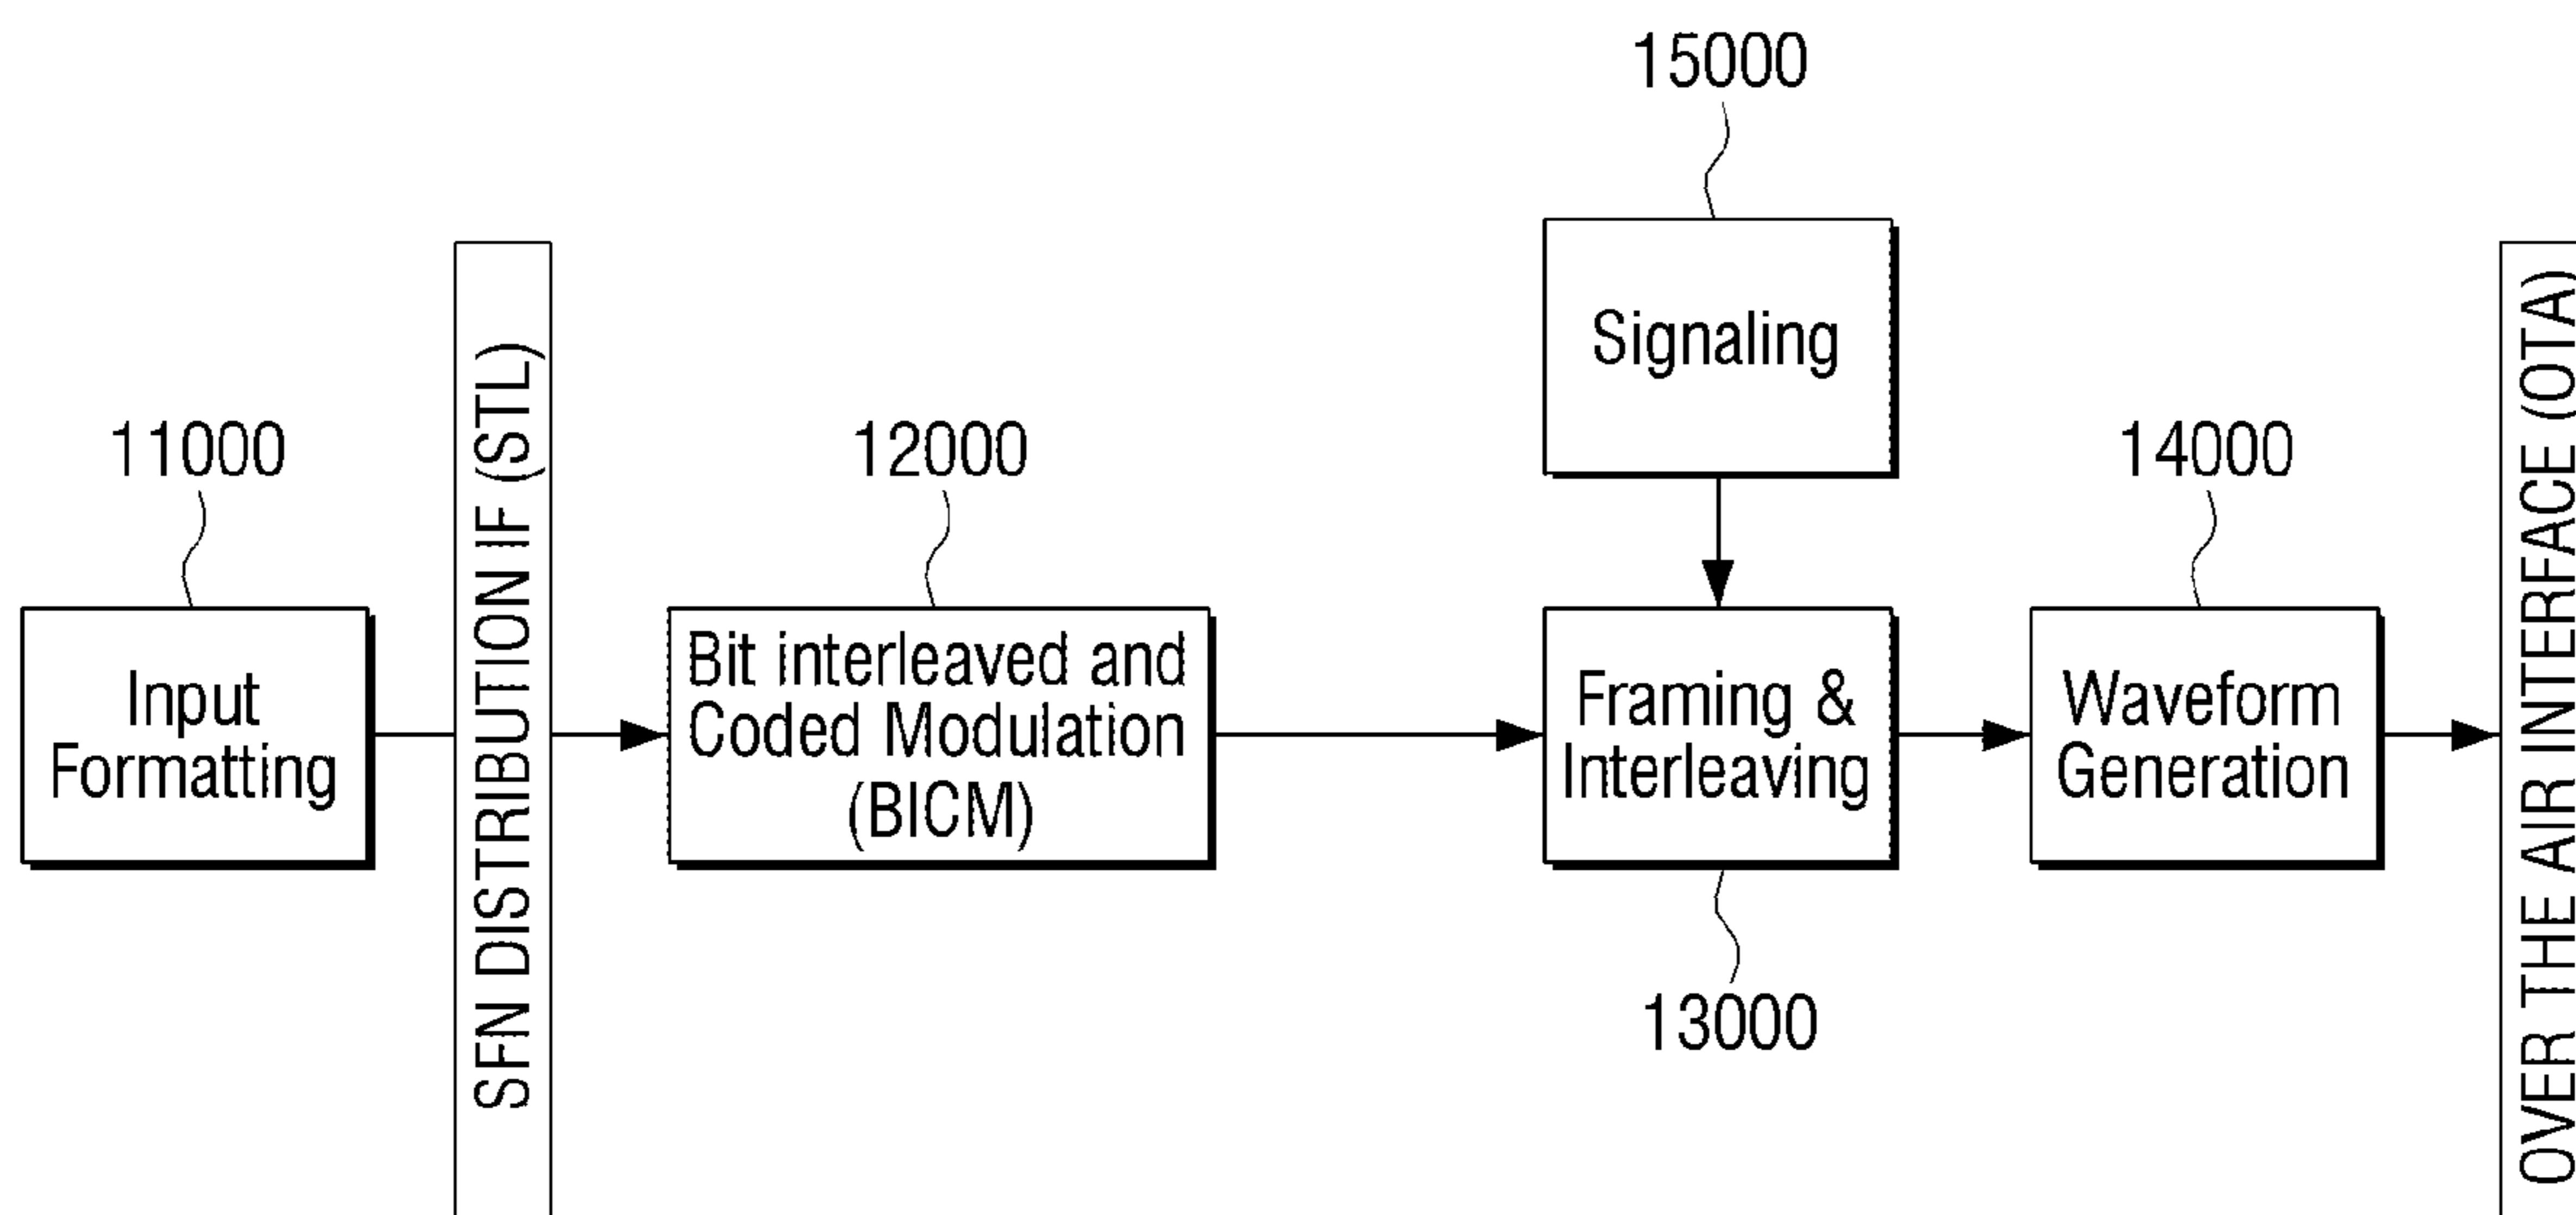 15000
Signaling
11000
12000
14000
SFN DISTRIBUTION IF (STL)
OVER THE AIR INTERFACE (OTA)
Input
Formatting
Bit interleaved and
Coded Modulation
(BICM)
Framing &
Interleaving
Waveform
Generation
13000